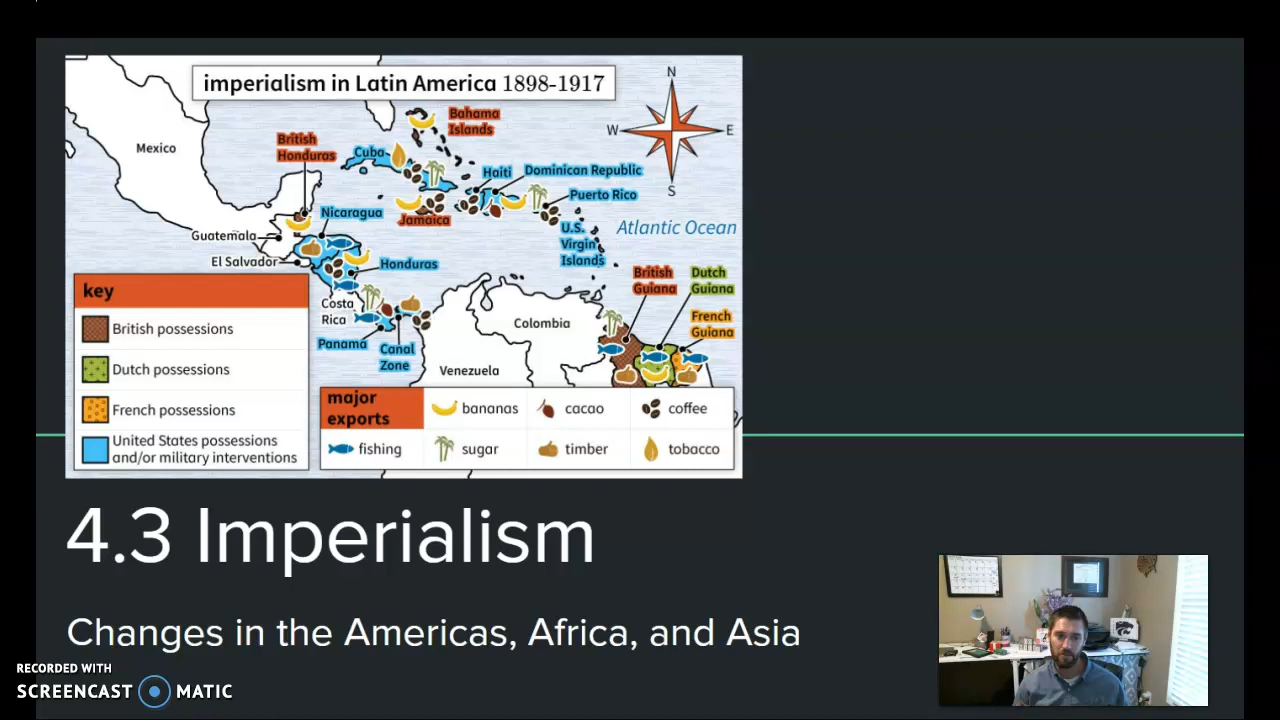 imperialism in Latin America 1898-1917
N
W
E
S
Mexico
Bahama
Islands
British
Honduras
Cuba
Haiti
Dominican Republic
Puerto Rico
Jamaica
Nicaragua
Guatemala
U.S.
Virgin
Islands
Atlantic Ocean
El Salvador
Honduras
British
Guiana
Dutch
Guiana
Costa
Rica
French
Guiana
Colombia
Panama
Canal
Zone
Venezuela
key
British possessions
Dutch possessions
French possessions
United States possessions
and/or military interventions
major
exports
bananas
cacao
coffee
fishing
sugar
timber
tobacco
4.3 Imperialism
Changes in the Americas, Africa, and Asia
RECORDED WITH
SCREENCAST MATIC